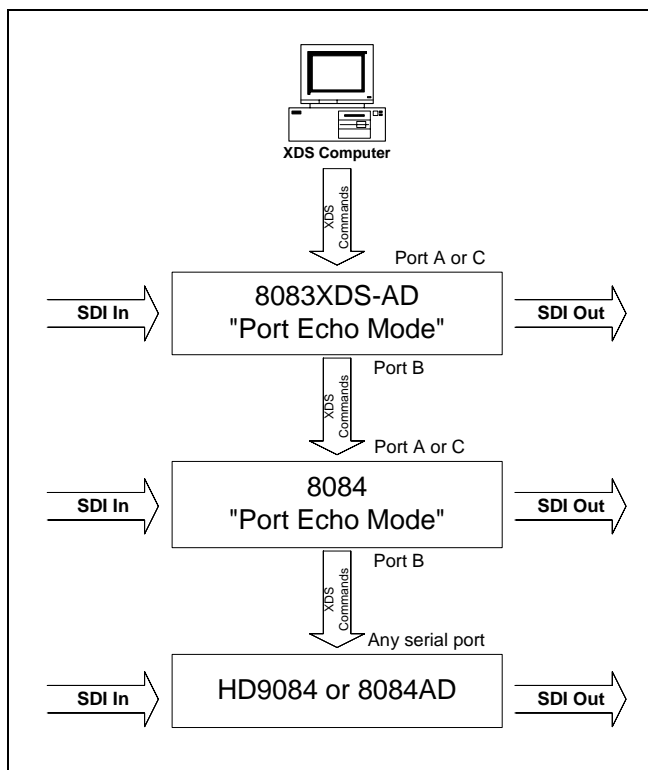 XDS Computer
XDS
Commands
Port A or C
SDI In
8083XDS-AD
"Port Echo Mode"
SDI Out
Port B
XDS
Commands
Port A or C
SDI In
8084
"Port Echo Mode"
SDI Out
Port B
XDS
Commands
Any serial port
SDI In
HD9084 or 8084AD
SDI Out